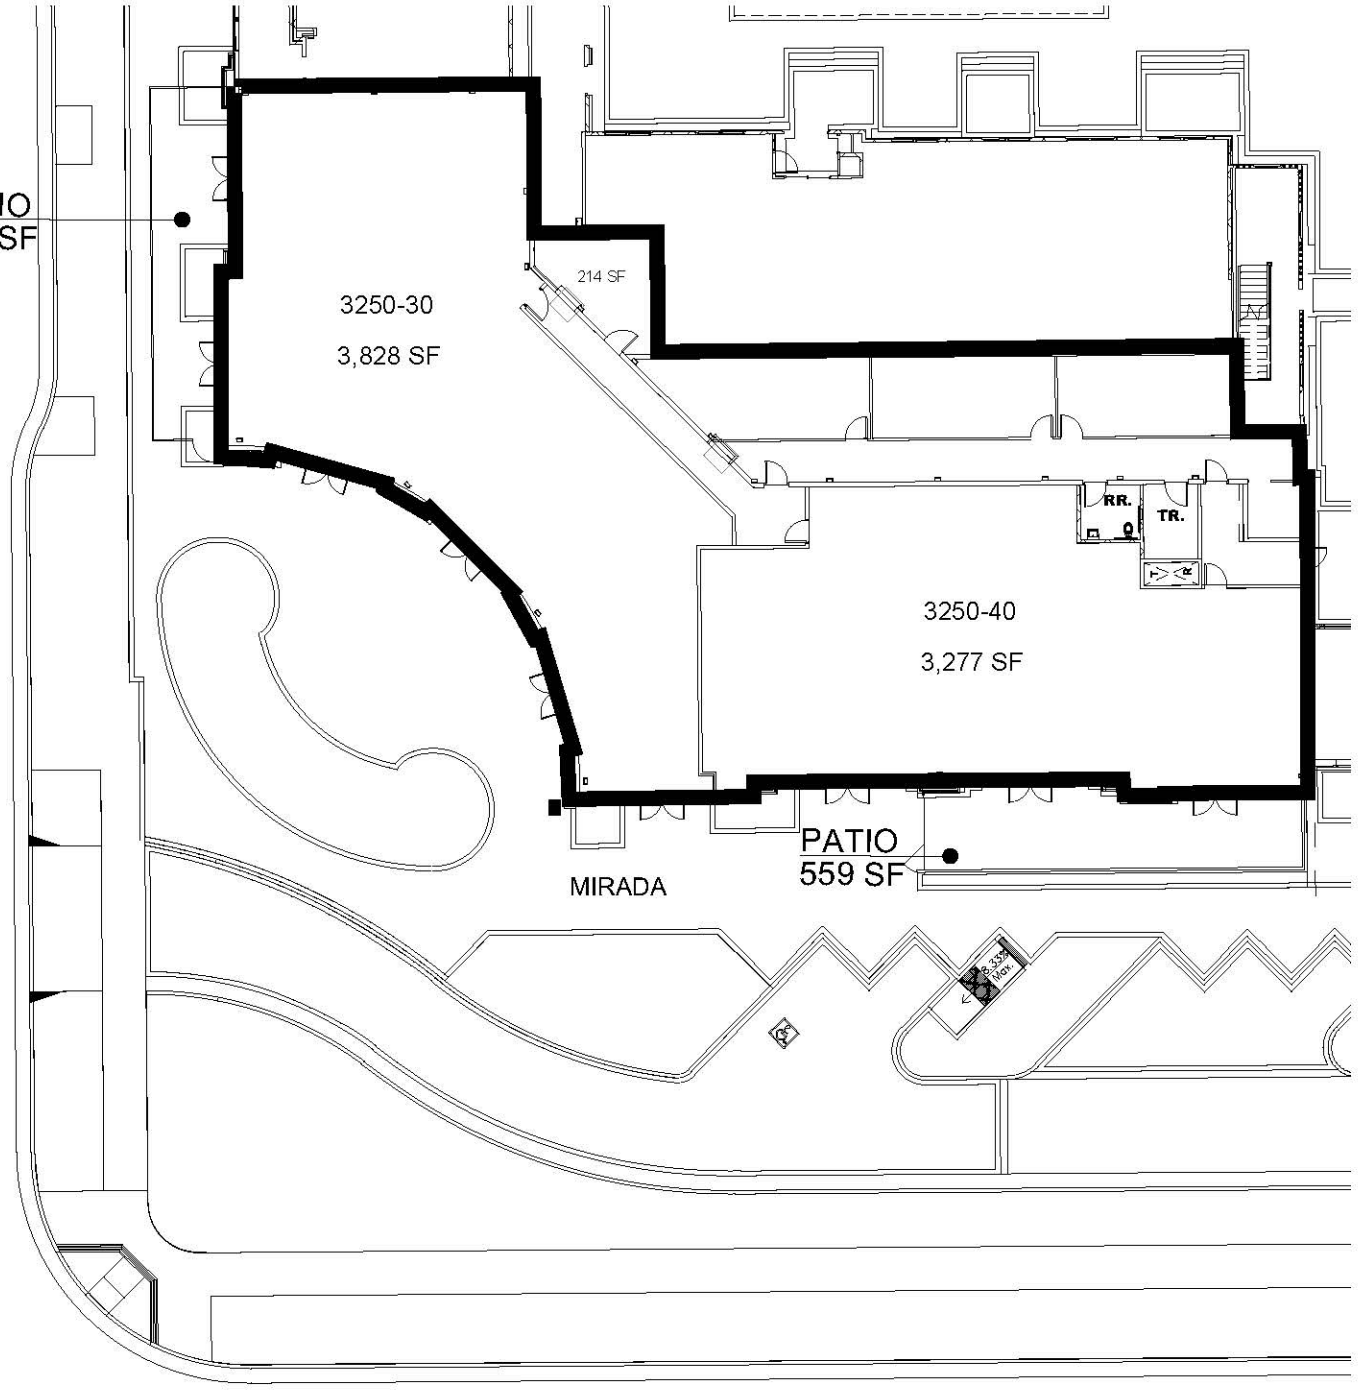 IO
SF
214 SF
3250-30
3,828 SF
RR.
TR.
T
R
3250-40
3,277 SF
PATIO
559 SF
MIRADA
8.33%
Max.